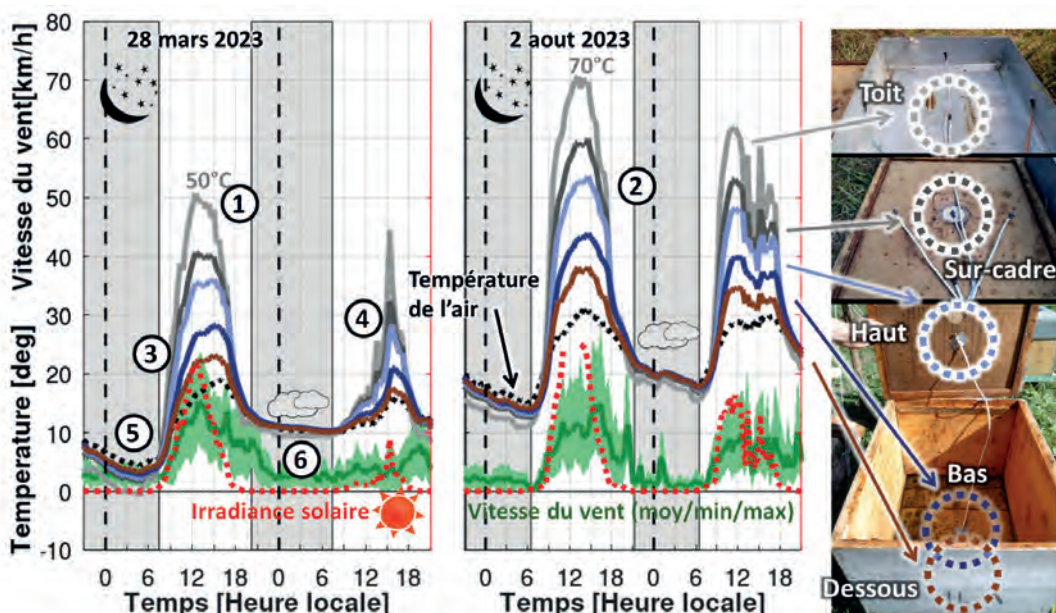 Temperature [deg] Vitesse du vent[km/h]
80
70
60
50
40
30
20
10
0
-10
28 mars 2023
50°C
1
3
4
5
6
Irradiance solaire
0 6 12 18 0 6 12 18
Temps [Heure locale]
2 aout 2023
70°C
2
Température
de l'air
Vitesse du vent (moy/min/max)
0 6 12 18 0 6 12 18
Temps [Heure locale]
Toit
Sur-cadre
Haut
Bas
Dessous